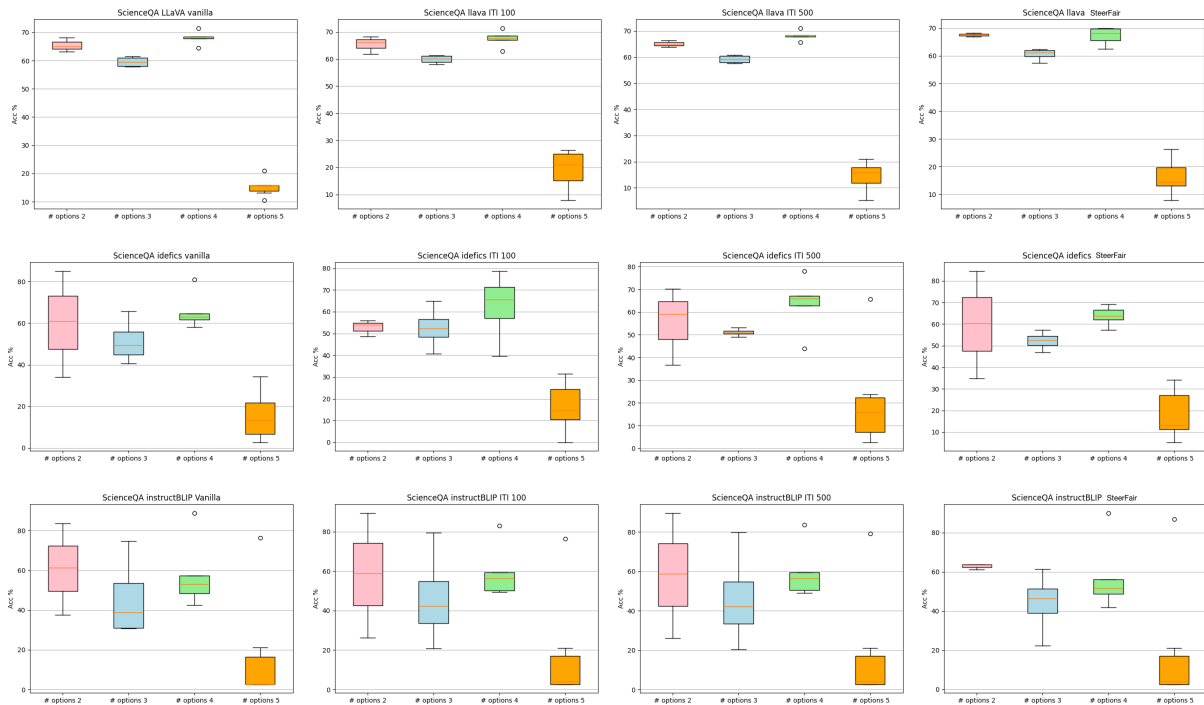 ScienceQA LLaVA vanilla
Acc %
70
60
50
40
30
20
10
# options 2 # options 3 # options 4 # options 5
ScienceQA llava ITI 100
Acc %
70
60
50
40
30
20
10
# options 2 # options 3 # options 4 # options 5
ScienceQA llava ITI 500
Acc %
70
60
50
40
30
20
10
# options 2 # options 3 # options 4 # options 5
ScienceQA llava SteerFair
Acc %
70
60
50
40
30
20
10
# options 2 # options 3 # options 4 # options 5
ScienceQA idefics vanilla
Acc %
80
60
40
20
0
# options 2 # options 3 # options 4 # options 5
ScienceQA idefics ITI 100
Acc %
80
70
60
50
40
30
20
10
0
# options 2 # options 3 # options 4 # options 5
ScienceQA idefics ITI 500
Acc %
80
70
60
50
40
30
20
10
0
# options 2 # options 3 # options 4 # options 5
ScienceQA idefics SteerFair
Acc %
80
70
60
50
40
30
20
10
# options 2 # options 3 # options 4 # options 5
ScienceQA instructBLIP Vanilla
Acc %
80
60
40
20
0
# options 2 # options 3 # options 4 # options 5
ScienceQA instructBLIP ITI 100
Acc %
80
60
40
20
0
# options 2 # options 3 # options 4 # options 5
ScienceQA instructBLIP ITI 500
Acc %
80
60
40
20
0
# options 2 # options 3 # options 4 # options 5
ScienceQA instructBLIP SteerFair
Acc %
80
60
40
20
0
# options 2 # options 3 # options 4 # options 5